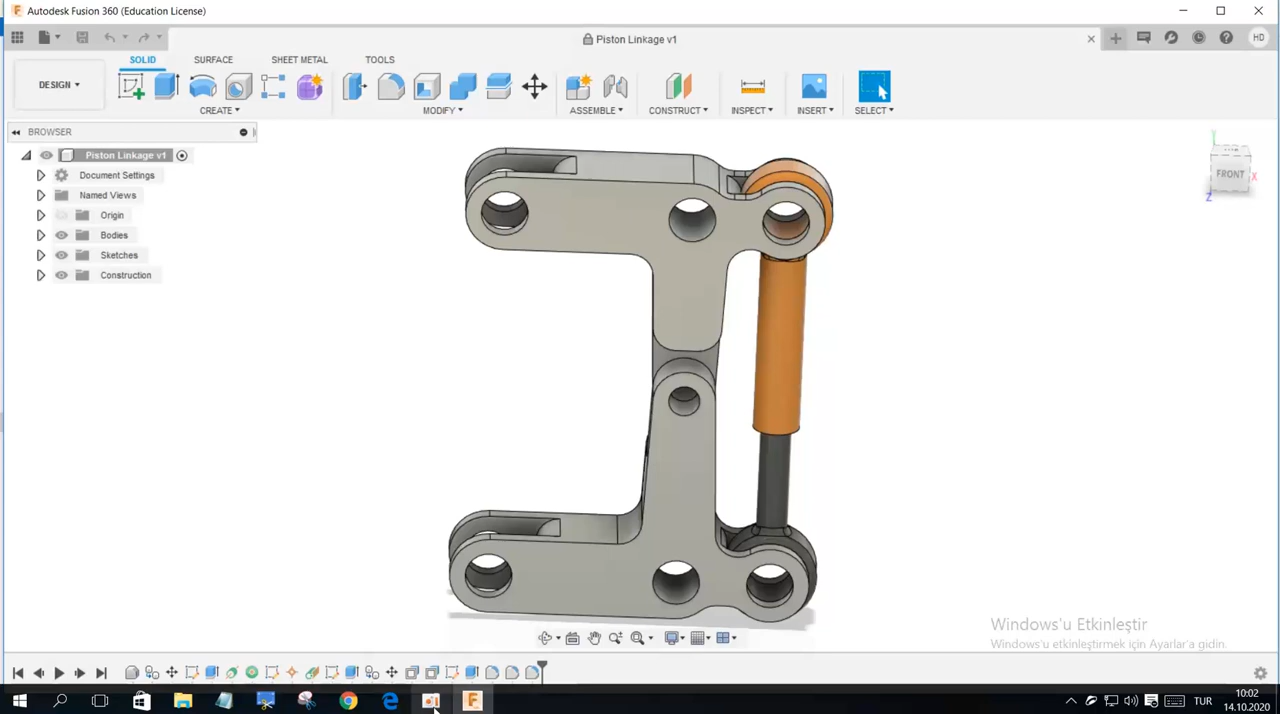 Autodesk Fusion 360 (Education License)
Piston Linkage v1
HD
SOLID SURFACE SHEET METAL TOOLS
DESIGN
CREATE MODIFY ASSEMBLE CONSTRUCT INSPECT INSERT SELECT
BROWSER
Piston Linkage v1
Document Settings
Named Views
Origin
Bodies
Sketches
Construction
Y
FRONT
X
Z
Windows'u Etkinleştir
Windows'u etkinleştirmek için Ayarlar'a gidin.
TUR
10:02
14.10.2020